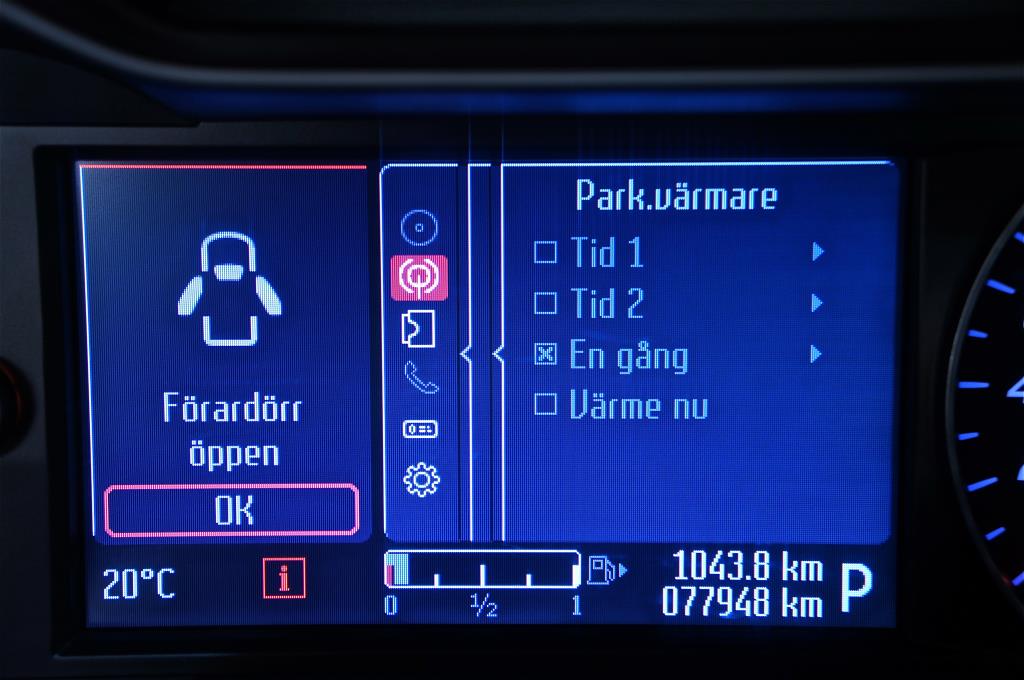 Förardörr
öppen
OK
Park.värmare
Tid 1
Tid 2
En gång
Värme nu
20°C
i
0 ½ 1
1043.8 km
077948 km
P